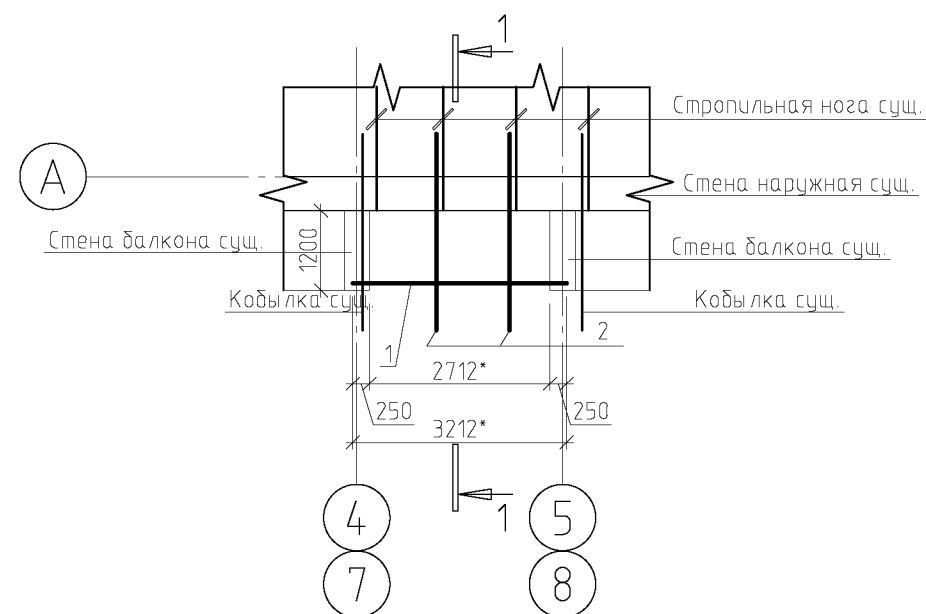 1
Стропильная нога сущ.
А
Стена наружная сущ.
Стена балкона сущ.
1200
Стена балкона сущ.
Кобылка сущ.
Кобылка сущ.
1
2
2712*
250
250
3212*
1
4
5
7
8